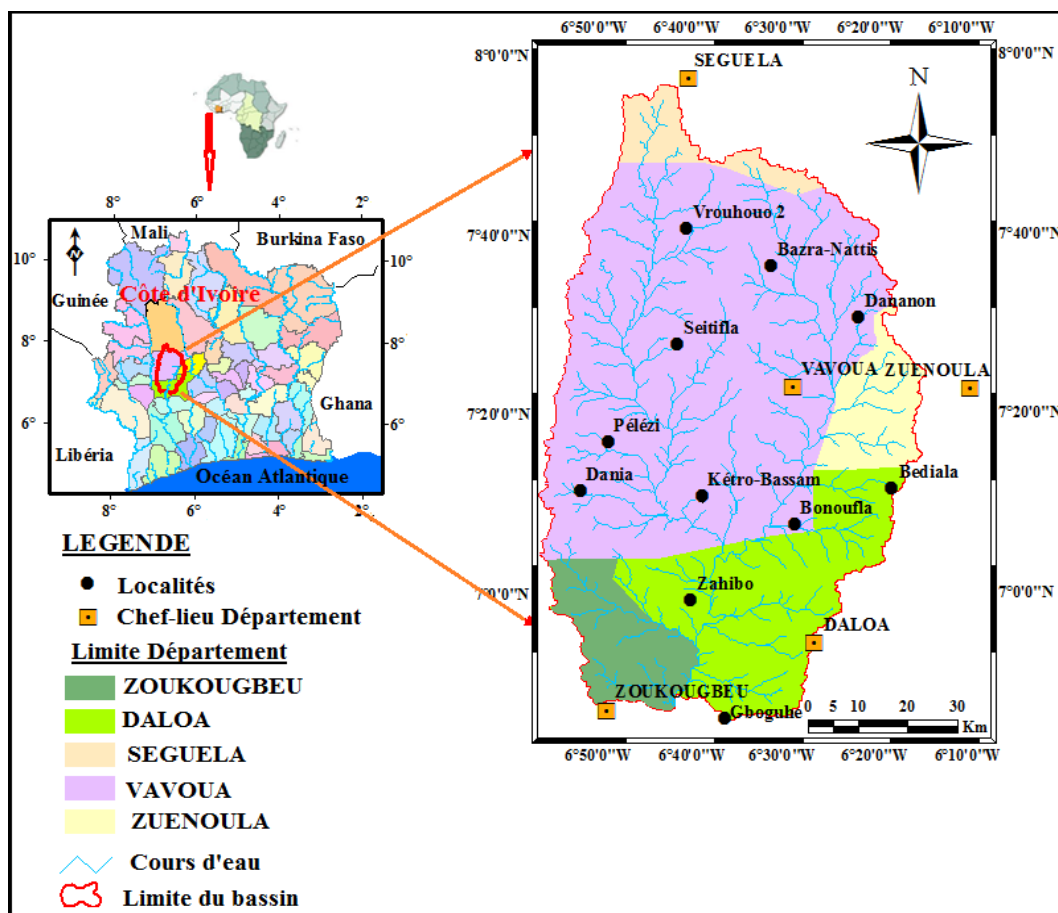 8° 6° 4° 2°
Mali
Burkina Faso
10° 10°
Côte d'Ivoire
Guinée
8° 8°
Ghana
6° 6°
Libéria
Océan Atlantique
8° 6° 4° 2°
N
LEGENDE
Localités
Chef-lieu Département
Limite Département
ZOUKOUGBEU
DALOA
SEGUELA
VAVOUA
ZUENOULA
Cours d'eau
Limite du bassin
6°50'0"W 6°40'0"W 6°30'0"W 6°20'0"W 6°10'0"W
8°0'0"N 8°0'0"N
SEGUELA
N
Vrouhouo 2
7°40'0"N 7°40'0"N
Bazra-Nattis
Dananon
Seitifla
VAVOUA ZUENOULA
7°20'0"N 7°20'0"N
Pélézi
Bediala
Dania
Kétro-Bassam
Bonoufla
7°0'0"N 7°0'0"N
Zahibo
DALOA
ZOUKOUGBEU
Gboguhe
0 5 10 20 30
Km
6°50'0"W 6°40'0"W 6°30'0"W 6°20'0"W 6°10'0"W